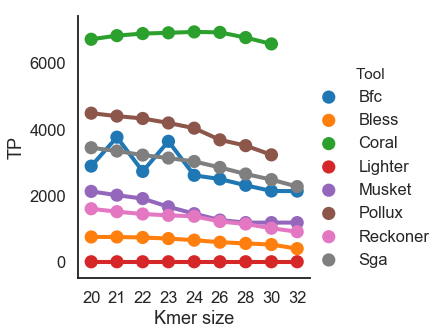 TP
6000
4000
2000
0
20 21 22 23 24 26 28 30 32
Kmer size
Tool
Bfc
Bless
Coral
Lighter
Musket
Pollux
Reckoner
Sga